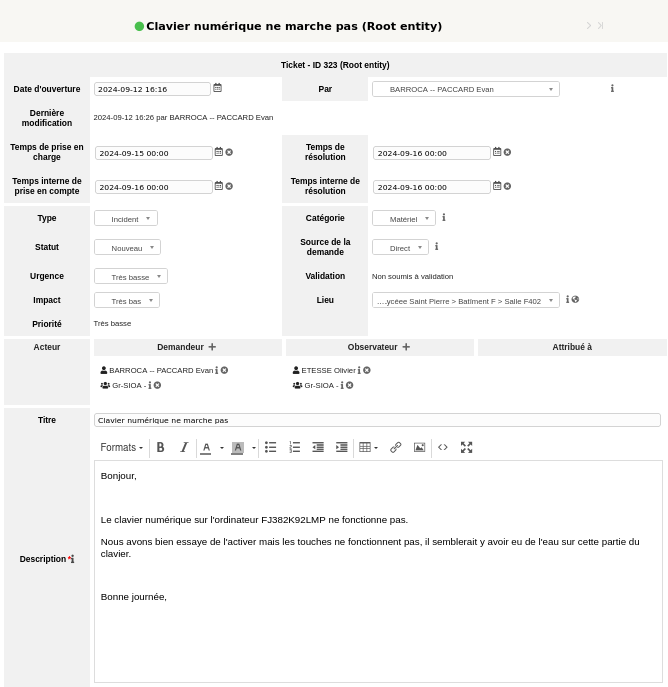 Clavier numérique ne marche pas (Root entity)
Ticket - ID 323 (Root entity)
Date d'ouverture 2024-09-12 16:16 Par BARROCA -- PACCARD Evan
Dernière modification 2024-09-12 16:26 par BARROCA -- PACCARD Evan
Temps de prise en charge 2024-09-15 00:00 Temps de résolution 2024-09-16 00:00
Temps interne de prise en compte 2024-09-16 00:00 Temps interne de résolution 2024-09-16 00:00
Type Incident Catégorie Matériel
Statut Nouveau Source de la demande Direct
Urgence Très basse Validation Non soumis à validation
Impact Très bas Lieu ...ycéee Saint Pierre > Batiment F > Salle F402
Priorité Très basse
Acteur Demandeur Observateur Attribué à
BARROCA -- PACCARD Evan ETESSE Olivier
Gr-SIOA - Gr-SIOA -
Titre Clavier numérique ne marche pas
Formats B I A A
Description *
Bonjour,
Le clavier numérique sur l'ordinateur FJ382K92LMP ne fonctionne pas.
Nous avons bien essaye de l'activer mais les touches ne fonctionnent pas, il semblerait y avoir eu de l'eau sur cette partie du
clavier.
Bonne journée,